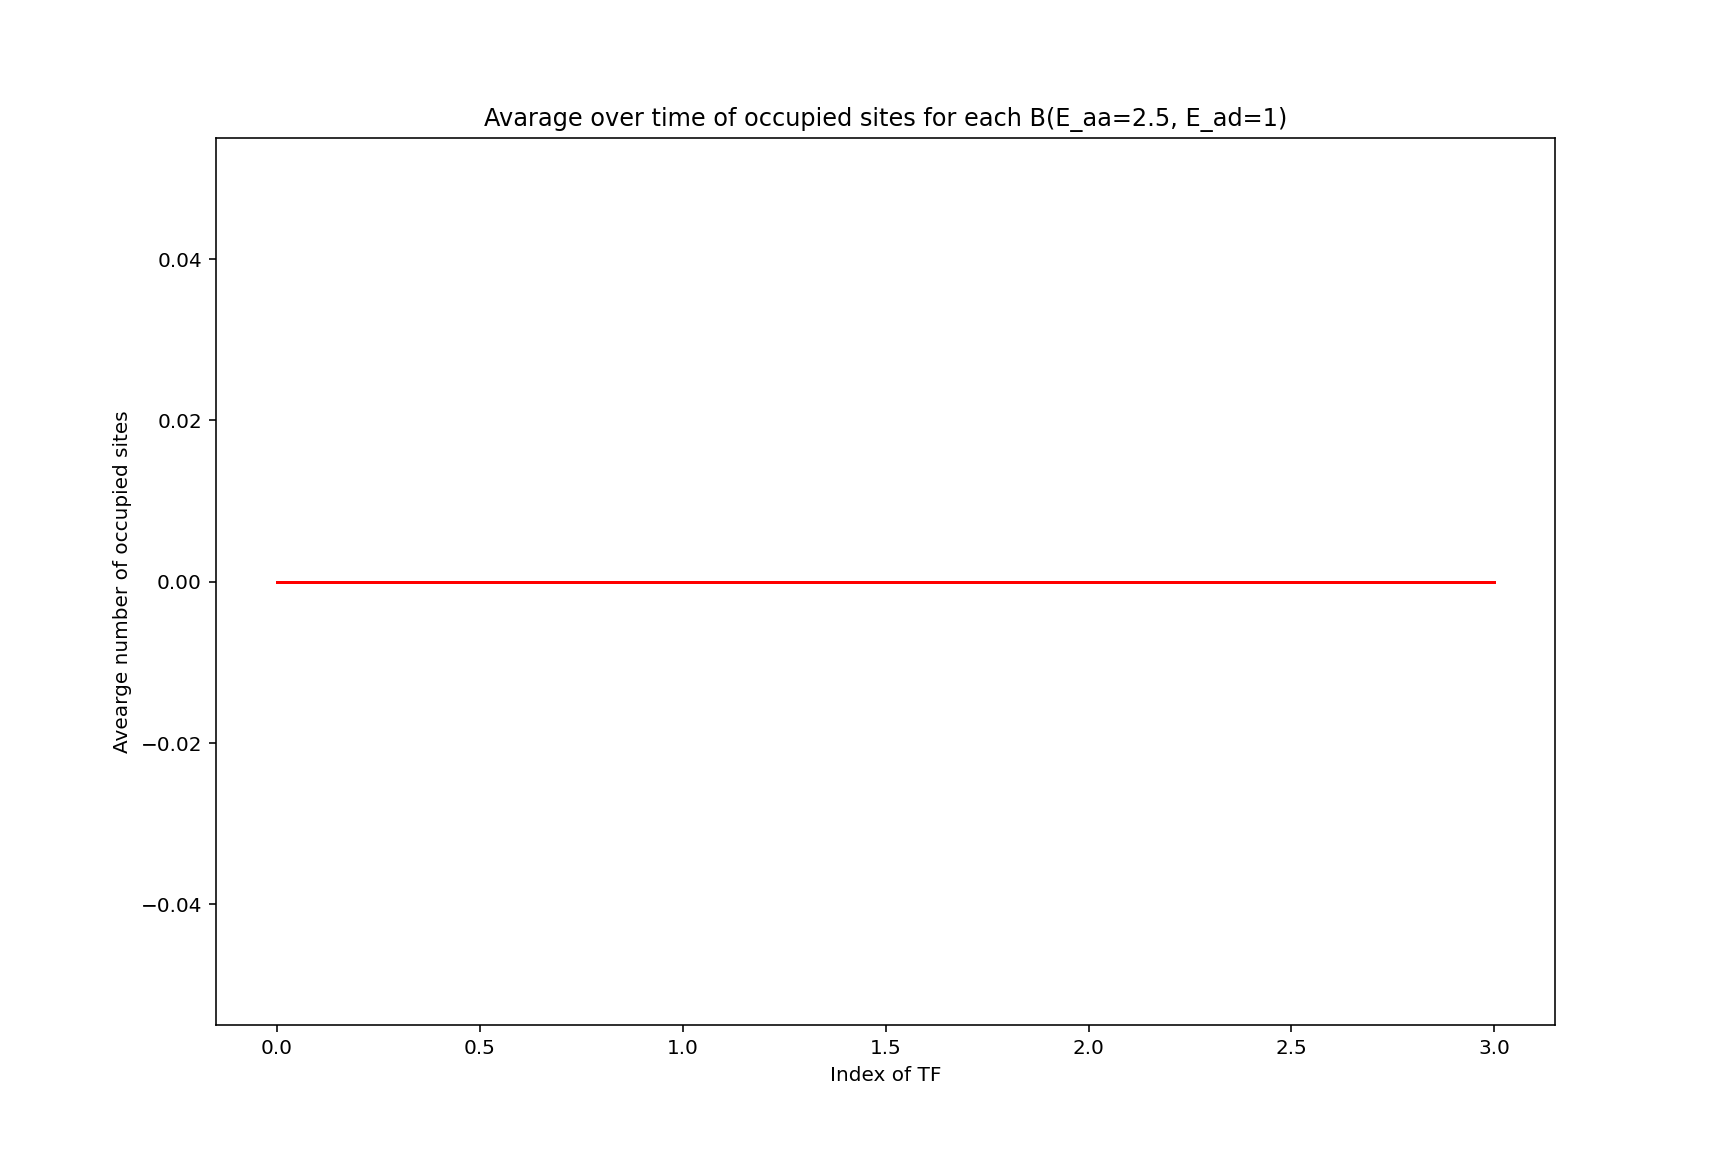 Avarage over time of occupied sites for each B(E_aa=2.5, E_ad=1)
Avearge number of occupied sites
0.04
0.02
0.00
−0.02
−0.04
0.0 0.5 1.0 1.5 2.0 2.5 3.0
Index of TF